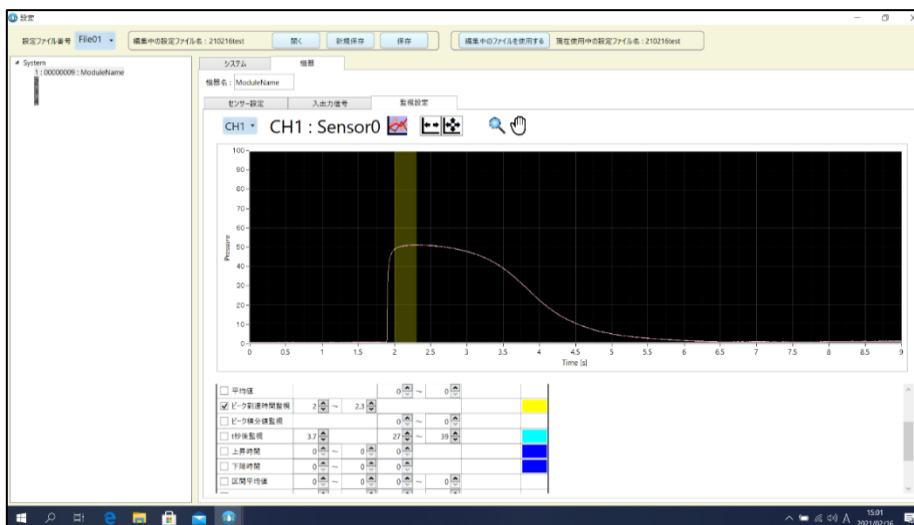 設定
設定ファイル番号 File01
編集中の設定ファイル名 : 210216test
開く
新規保存
保存
編集中のファイルを使用する
現在使用中の設定ファイル名 : 210216test
System
1 : 00000009 : ModuleName
2
3
4
システム
機器
機器名 : ModuleName
センサー設定
入出力信号
監視設定
CH1
CH1 : Sensor0
Pressure
100
90
80
70
60
50
40
30
20
10
0
0 0.5 1 1.5 2 2.5 3 3.5 4 4.5 5 5.5 6 6.5 7 7.5 8 8.5 9
Time [s]
平均値 0 ~ 0
ピーク到達時間監視 2 ~ 2.3
ピーク積分値監視 0 ~ 0
t秒後監視 3.7 27 ~ 39
上昇時間 0 ~ 0 0
下降時間 0 ~ 0 0
区間平均値 0 ~ 0 0 ~ 0
A
15:01
2021/02/16